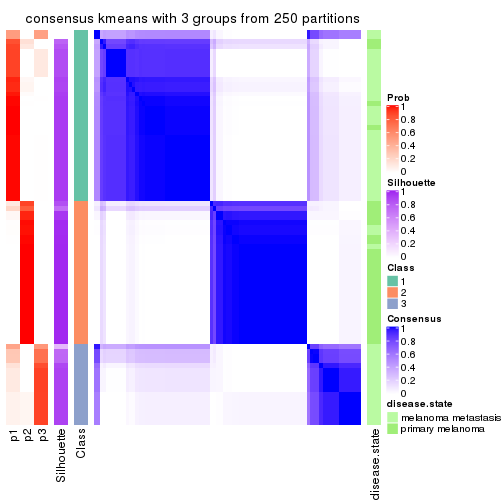 consensus kmeans with 3 groups from 250 partitions
Prob
1
0.8
0.6
0.4
0.2
0
Silhouette
1
0.8
0.6
0.4
0.2
0
Class
1
2
3
Consensus
1
0.8
0.6
0.4
0.2
0
disease.state
melanoma metastasis
primary melanoma
p1
p2
p3
Silhouette
Class
disease.state